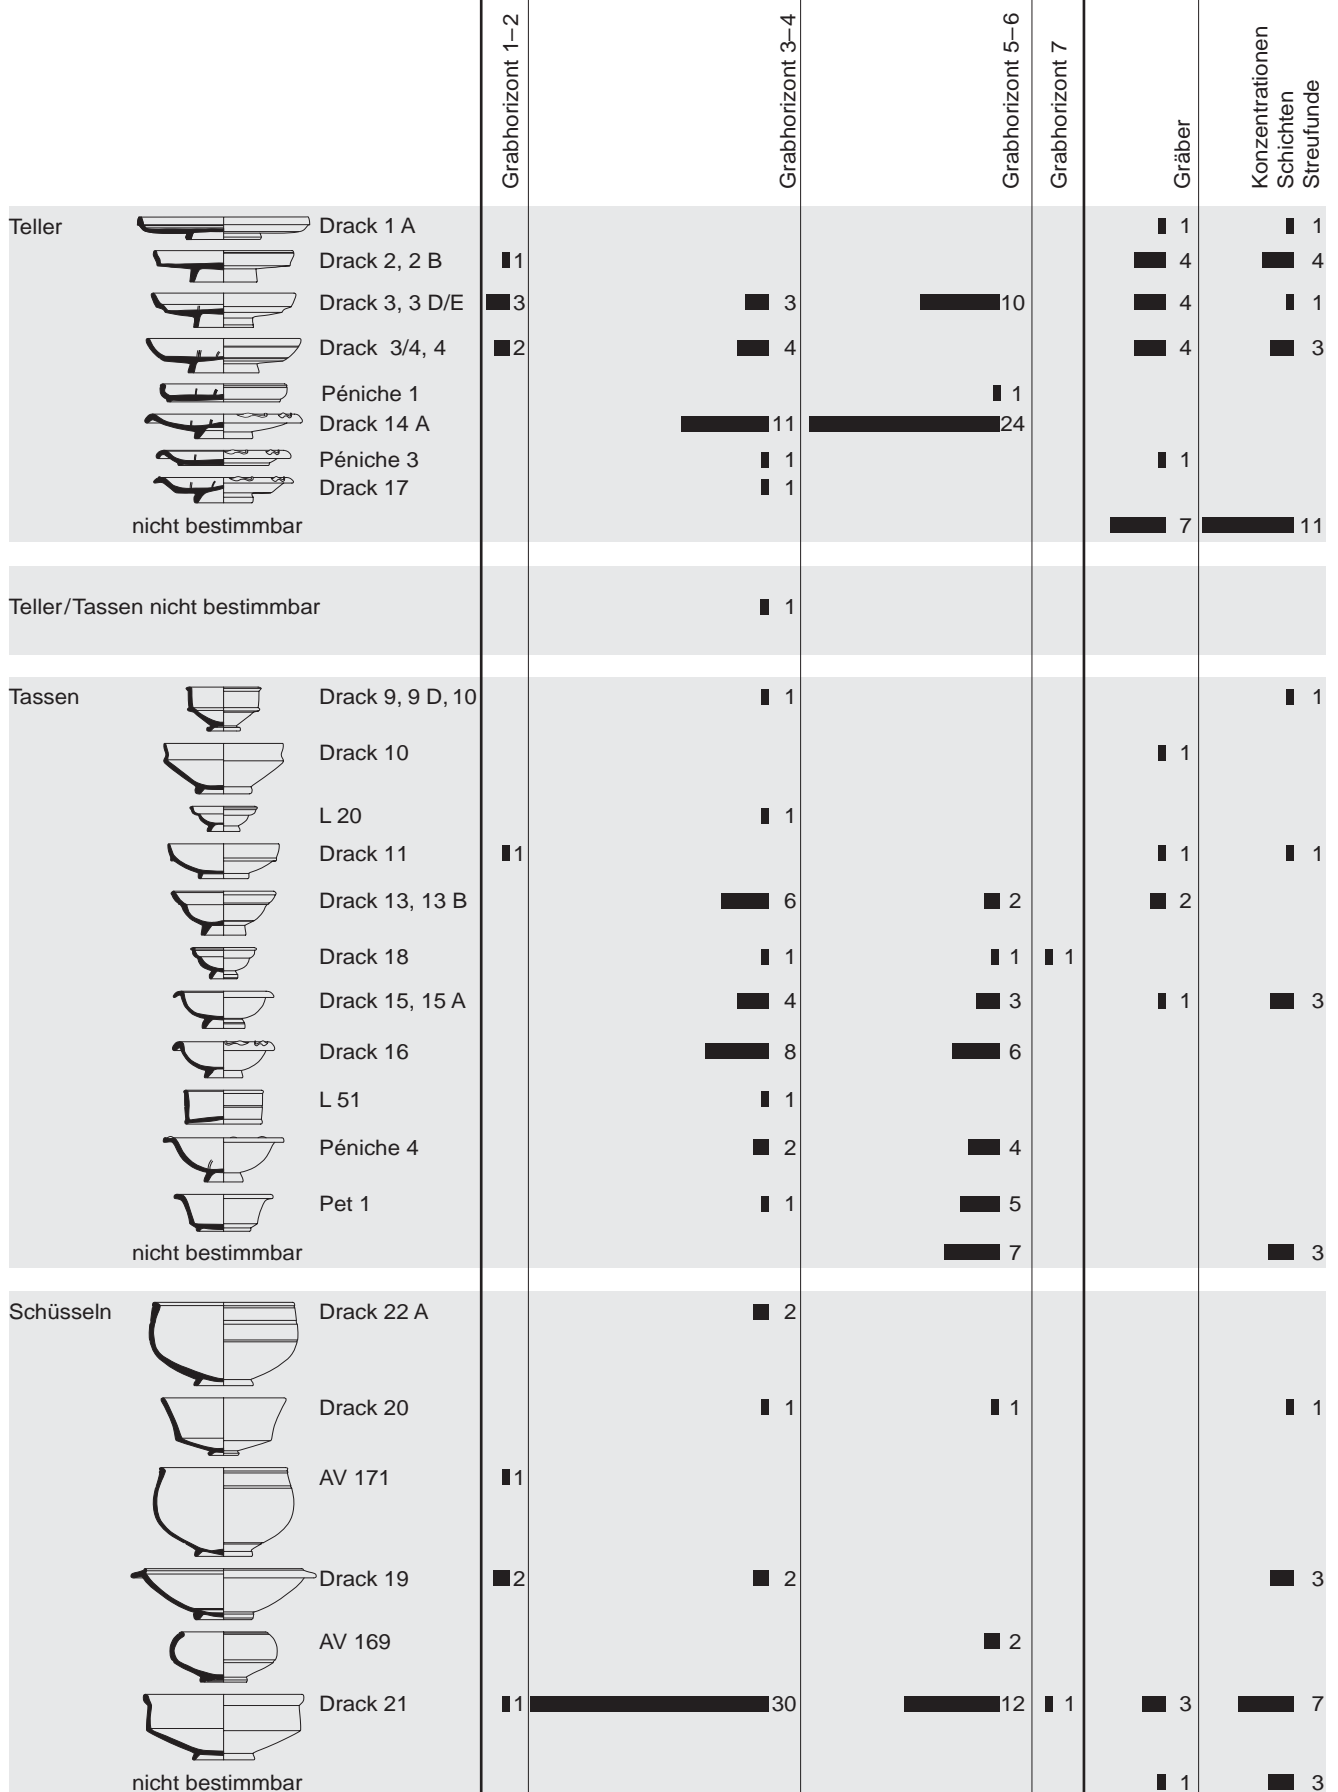 Grabhorizont 1–2
Grabhorizont 3–4
Grabhorizont 5–6
Grabhorizont 7
Gräber
Konzentrationen
Schichten
Streufunde
Teller Drack 1 A 1 1
Drack 2, 2 B 1 4 4
Drack 3, 3 D/E 3 3 10 4 1
Drack 3/4, 4 2 4 4 3
Péniche 1 1
Drack 14 A 11 24
Péniche 3 1 1
Drack 17 1
nicht bestimmbar 7 11
Teller/Tassen nicht bestimmbar 1
Tassen Drack 9, 9 D, 10 1 1
Drack 10 1
L 20 1
Drack 11 1 1 1
Drack 13, 13 B 6 2 2
Drack 18 1 1 1
Drack 15, 15 A 4 3 1 3
Drack 16 8 6
L 51 1
Péniche 4 2 4
Pet 1 1 5
nicht bestimmbar 7 3
Schüsseln Drack 22 A 2
Drack 20 1 1 1
AV 171 1
Drack 19 2 2 3
AV 169 2
Drack 21 1 30 12 1 3 7
nicht bestimmbar 1 3